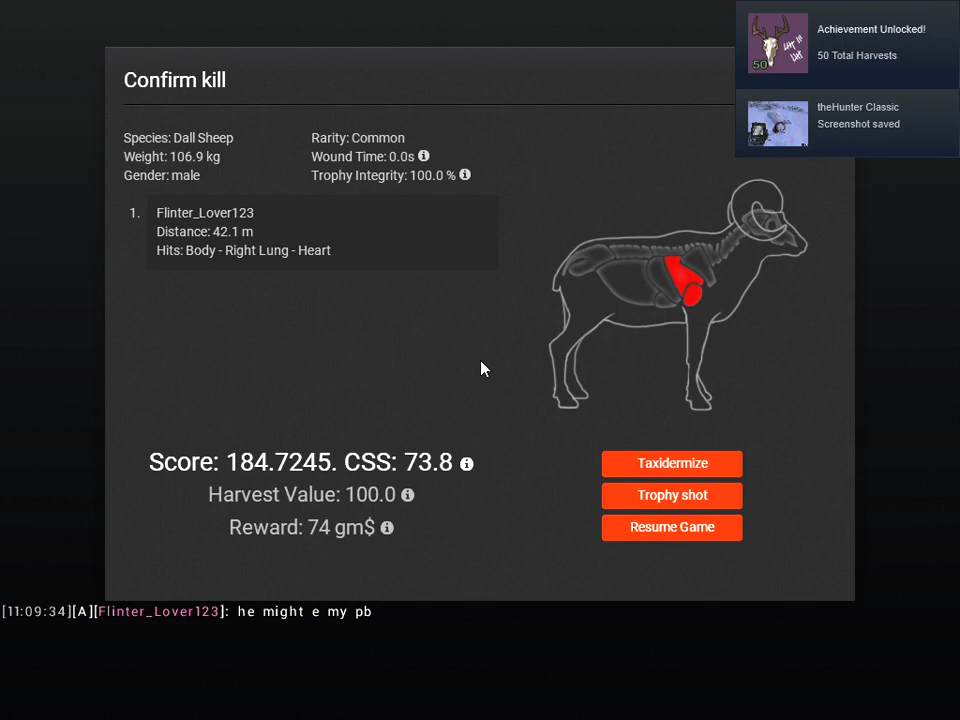 Achievement Unlocked!
50 Total Harvests
50
theHunter Classic
Screenshot saved
Confirm kill
Species: Dall Sheep
Rarity: Common
Weight: 106.9 kg
Wound Time: 0.0s
Gender: male
Trophy Integrity: 100.0 %
1. Flinter_Lover123
Distance: 42.1 m
Hits: Body - Right Lung - Heart
Score: 184.7245. CSS: 73.8
Harvest Value: 100.0
Reward: 74 gm$
Taxidermize
Trophy shot
Resume Game
[11:09:34][A][Flinter_Lover123]: he might e my pb